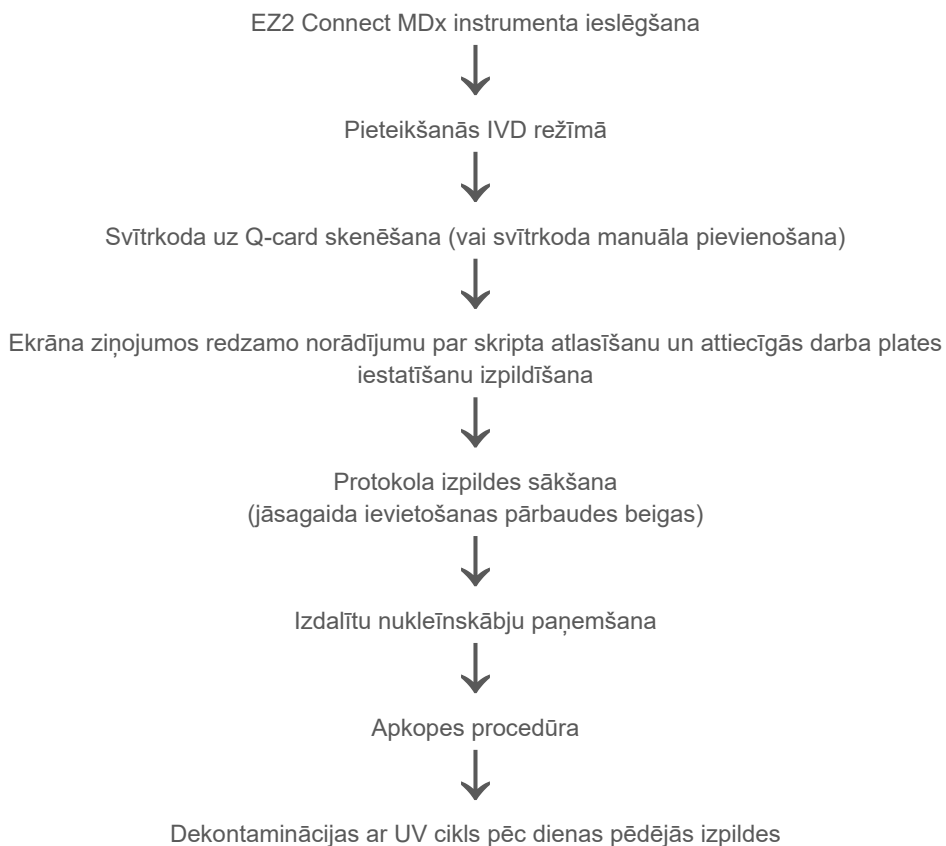 EZ2 Connect MDx instrumenta ieslēgšana
Pieteikšanās IVD režīmā
Svītrkoda uz Q-card skenēšana (vai svītrkoda manuāla pievienošana)
Ekrāna ziņojumos redzamo norādījumu par skripta atlasīšanu un attiecīgās darba plates
iestatīšanu izpildīšana
Protokola izpildes sākšana
(jāsagaida ievietošanas pārbaudes beigas)
Izdalītu nukleīnskābju paņemšana
Apkopes procedūra
Dekontaminācijas ar UV cikls pēc dienas pēdējās izpildes